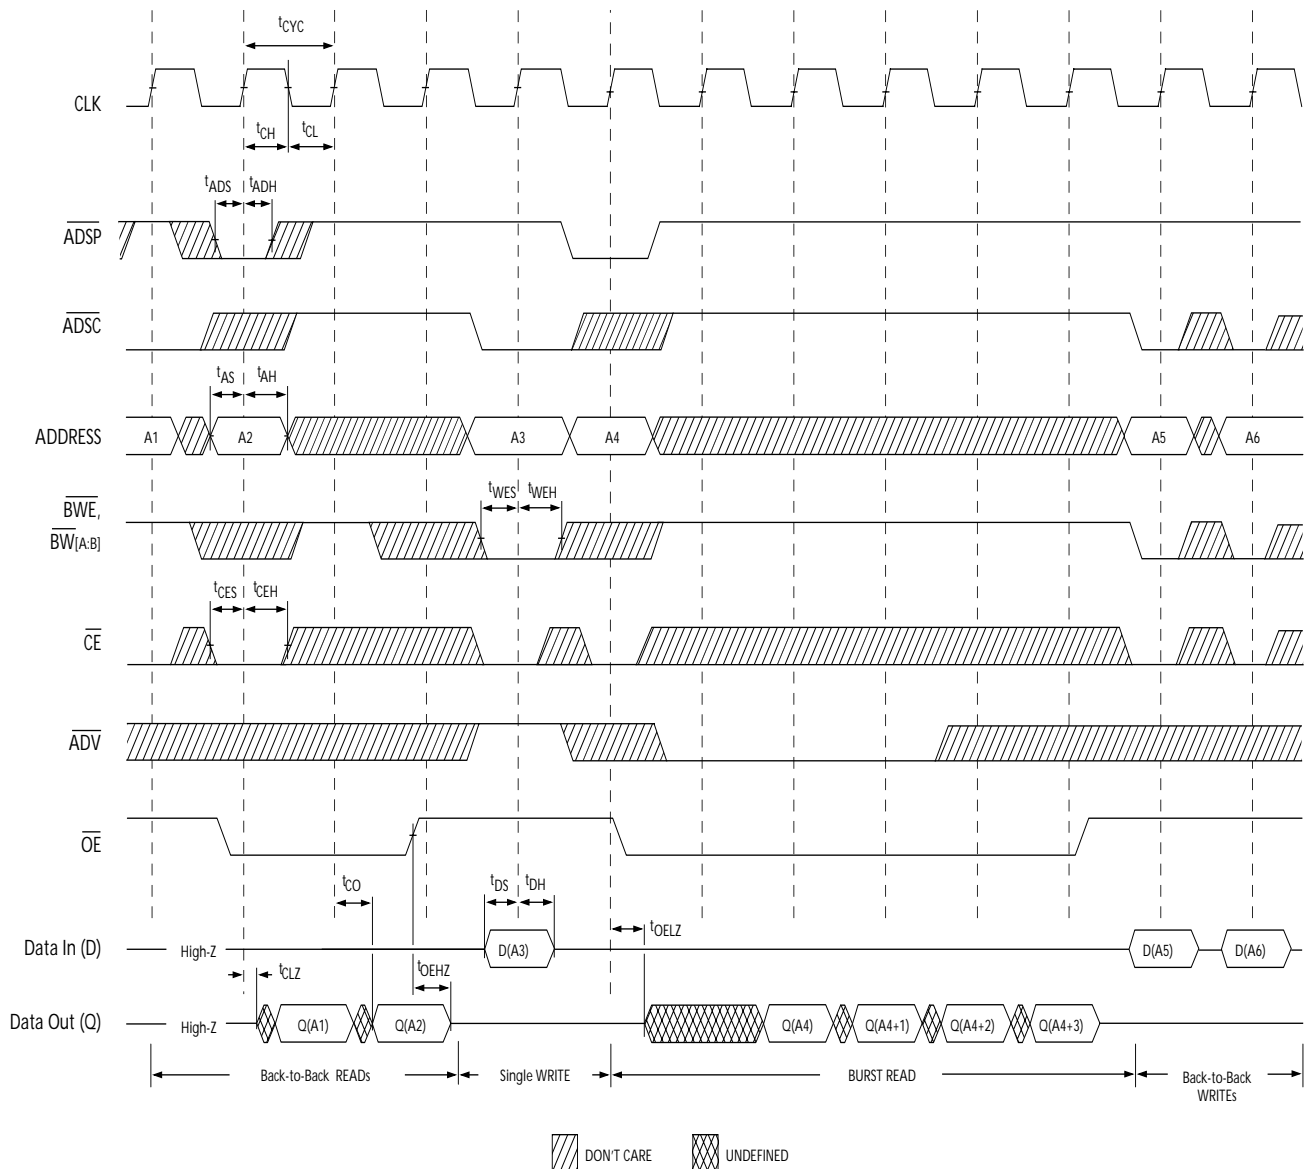 tCYC
CLK
tCH tCL
tADS tADH
ADSP
ADSC
tAS tAH
ADDRESS A1 A2 A3 A4 A5 A6
tWES tWEH
BWE,
BW[A:B]
tCES tCEH
CE
ADV
OE
tCO tDS tDH
tOELZ
Data In (D) High-Z D(A3) D(A5) D(A6)
tCLZ tOEHZ
Data Out (Q) High-Z Q(A1) Q(A2) Q(A4) Q(A4+1) Q(A4+2) Q(A4+3)
Back-to-Back READs Single WRITE BURST READ Back-to-Back
WRITEs
DON'T CARE UNDEFINED